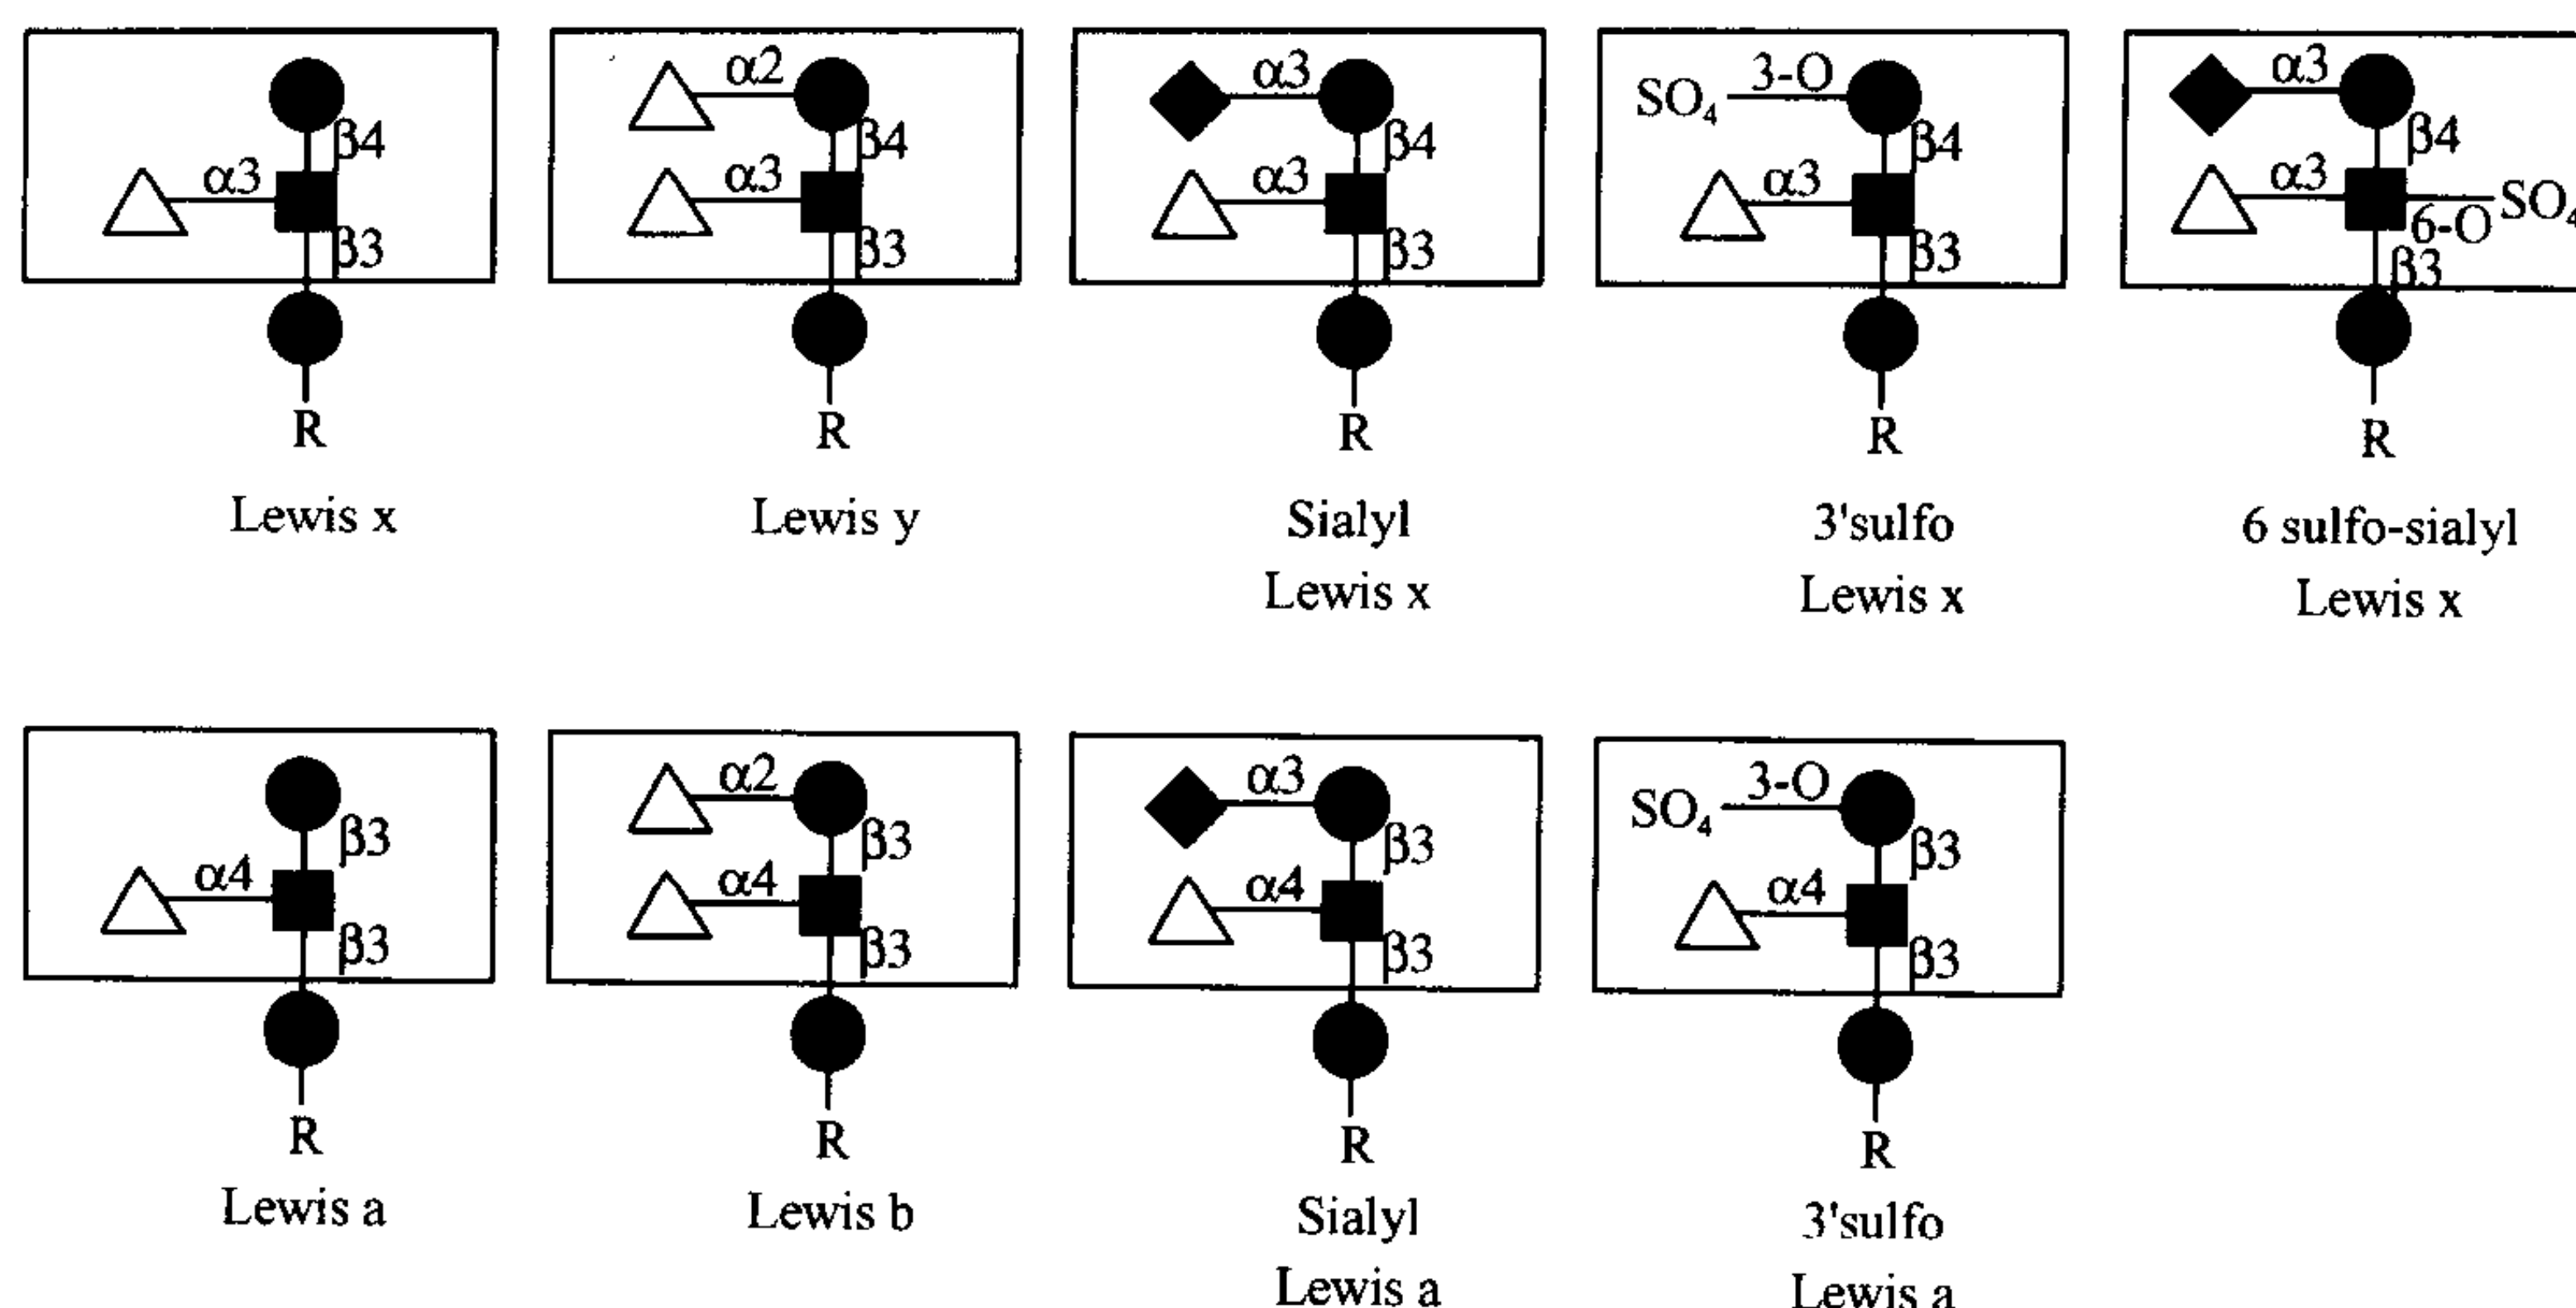 α2 α3 SO₄ 3-O α3
β4 β4 β4 β4 β4
α3 α3 α3 α3 α3 SO₄
6-O
β3 β3 β3 β3 β3
R R R R R
Lewis x Lewis y Sialyl 3'sulfo 6 sulfo-sialyl
Lewis x Lewis x Lewis x
α2 α3 SO₄ 3-O
β3 β3 β3 β3
α4 α4 α4 α4
β3 β3 β3 β3
R R R R
Lewis a Lewis b Sialyl 3'sulfo
Lewis a Lewis a